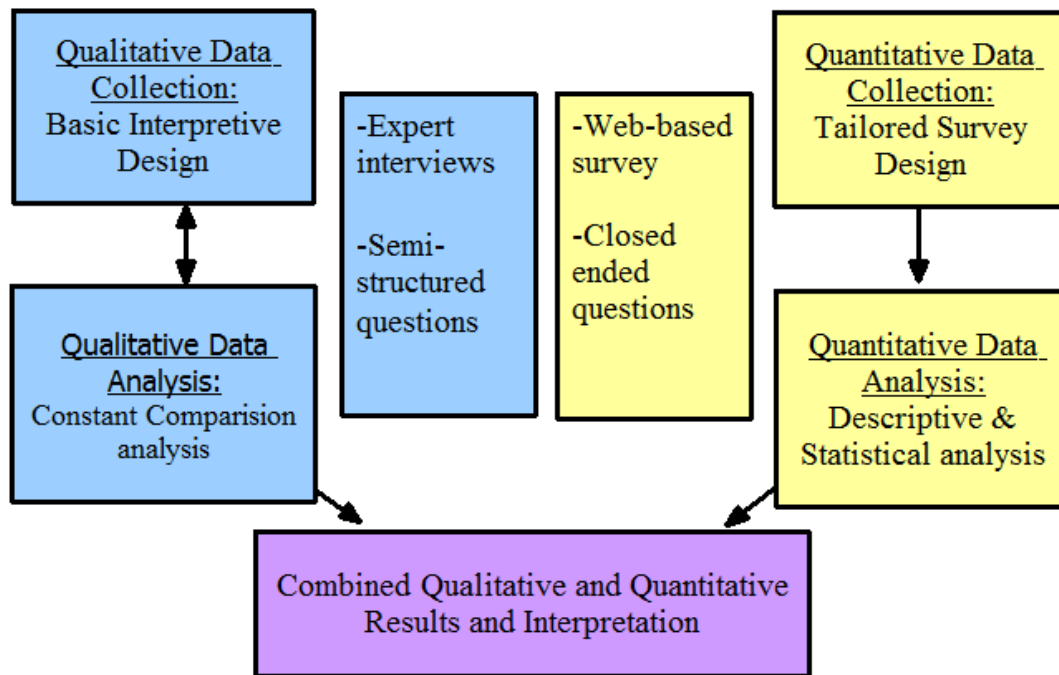 Qualitative Data
Collection:
Basic Interpretive
Design
-Expert
interviews
-Semi-
structured
questions
-Web-based
survey
-Closed
ended
questions
Quantitative Data
Collection:
Tailored Survey
Design
Qualitative Data
Analysis:
Constant Comparision
analysis
Quantitative Data
Analysis:
Descriptive &
Statistical analysis
Combined Qualitative and Quantitative
Results and Interpretation